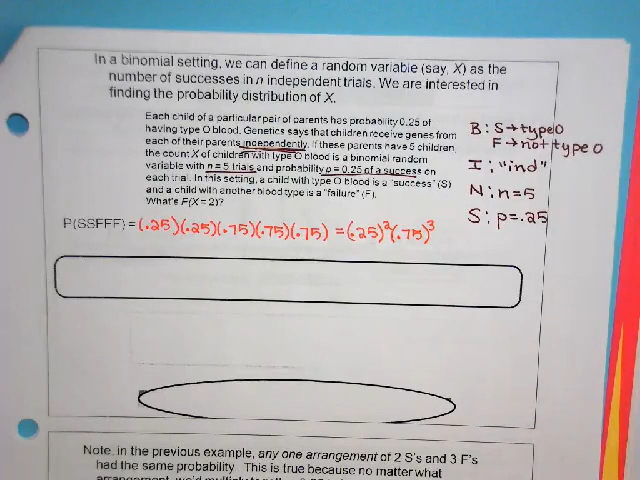 In a binomial setting, we can define a random variable (say, X) as the
number of successes in n independent trials. We are interested in
finding the probability distribution of X.
Each child of a particular pair of parents has probability 0.25 of
having type O blood. Genetics says that children receive genes from
each of their parents independently. If these parents have 5 children,
the count X of children with type O blood is a binomial random
variable with n = 5 trials and probability p = 0.25 of a success on
each trial. In this setting, a child with type O blood is a "success" (S)
and a child with another blood type is a "failure" (F).
What's P(X = 2)?
B: S→type O
F→not type O
I: "ind"
N: n=5
S: p=.25
P(SSFFF) = (.25)(.25)(.75)(.75)(.75) = (.25)²(.75)³
Note, in the previous example, any one arrangement of 2 S's and 3 F's
had the same probability. This is true because no matter what